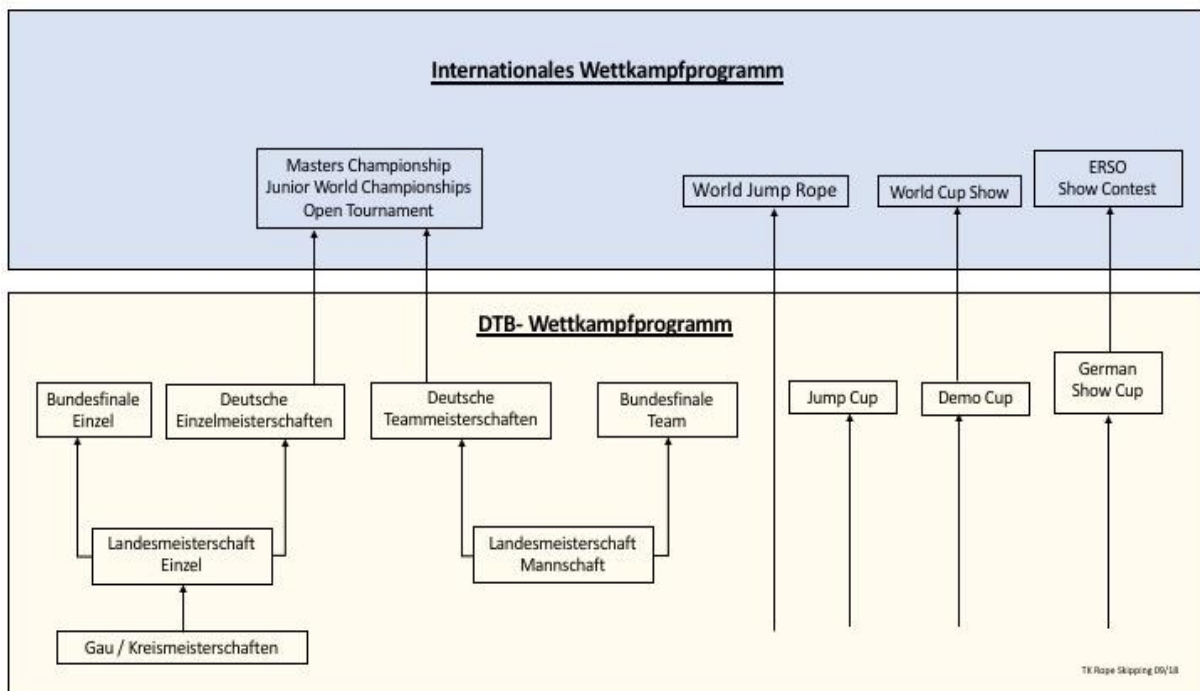 Internationales Wettkampfprogramm
Masters Championship
Junior World Championships
Open Tournament
World Jump Rope
World Cup Show
ERSO
Show Contest
DTB- Wettkampfprogramm
Bundesfinale
Einzel
Deutsche
Einzelmeisterschaften
Deutsche
Teammeisterschaften
Bundesfinale
Team
Jump Cup
Demo Cup
German
Show Cup
Landesmeisterschaft
Einzel
Landesmeisterschaft
Mannschaft
Gau / Kreismeisterschaften
TK Rope Skipping 09/18